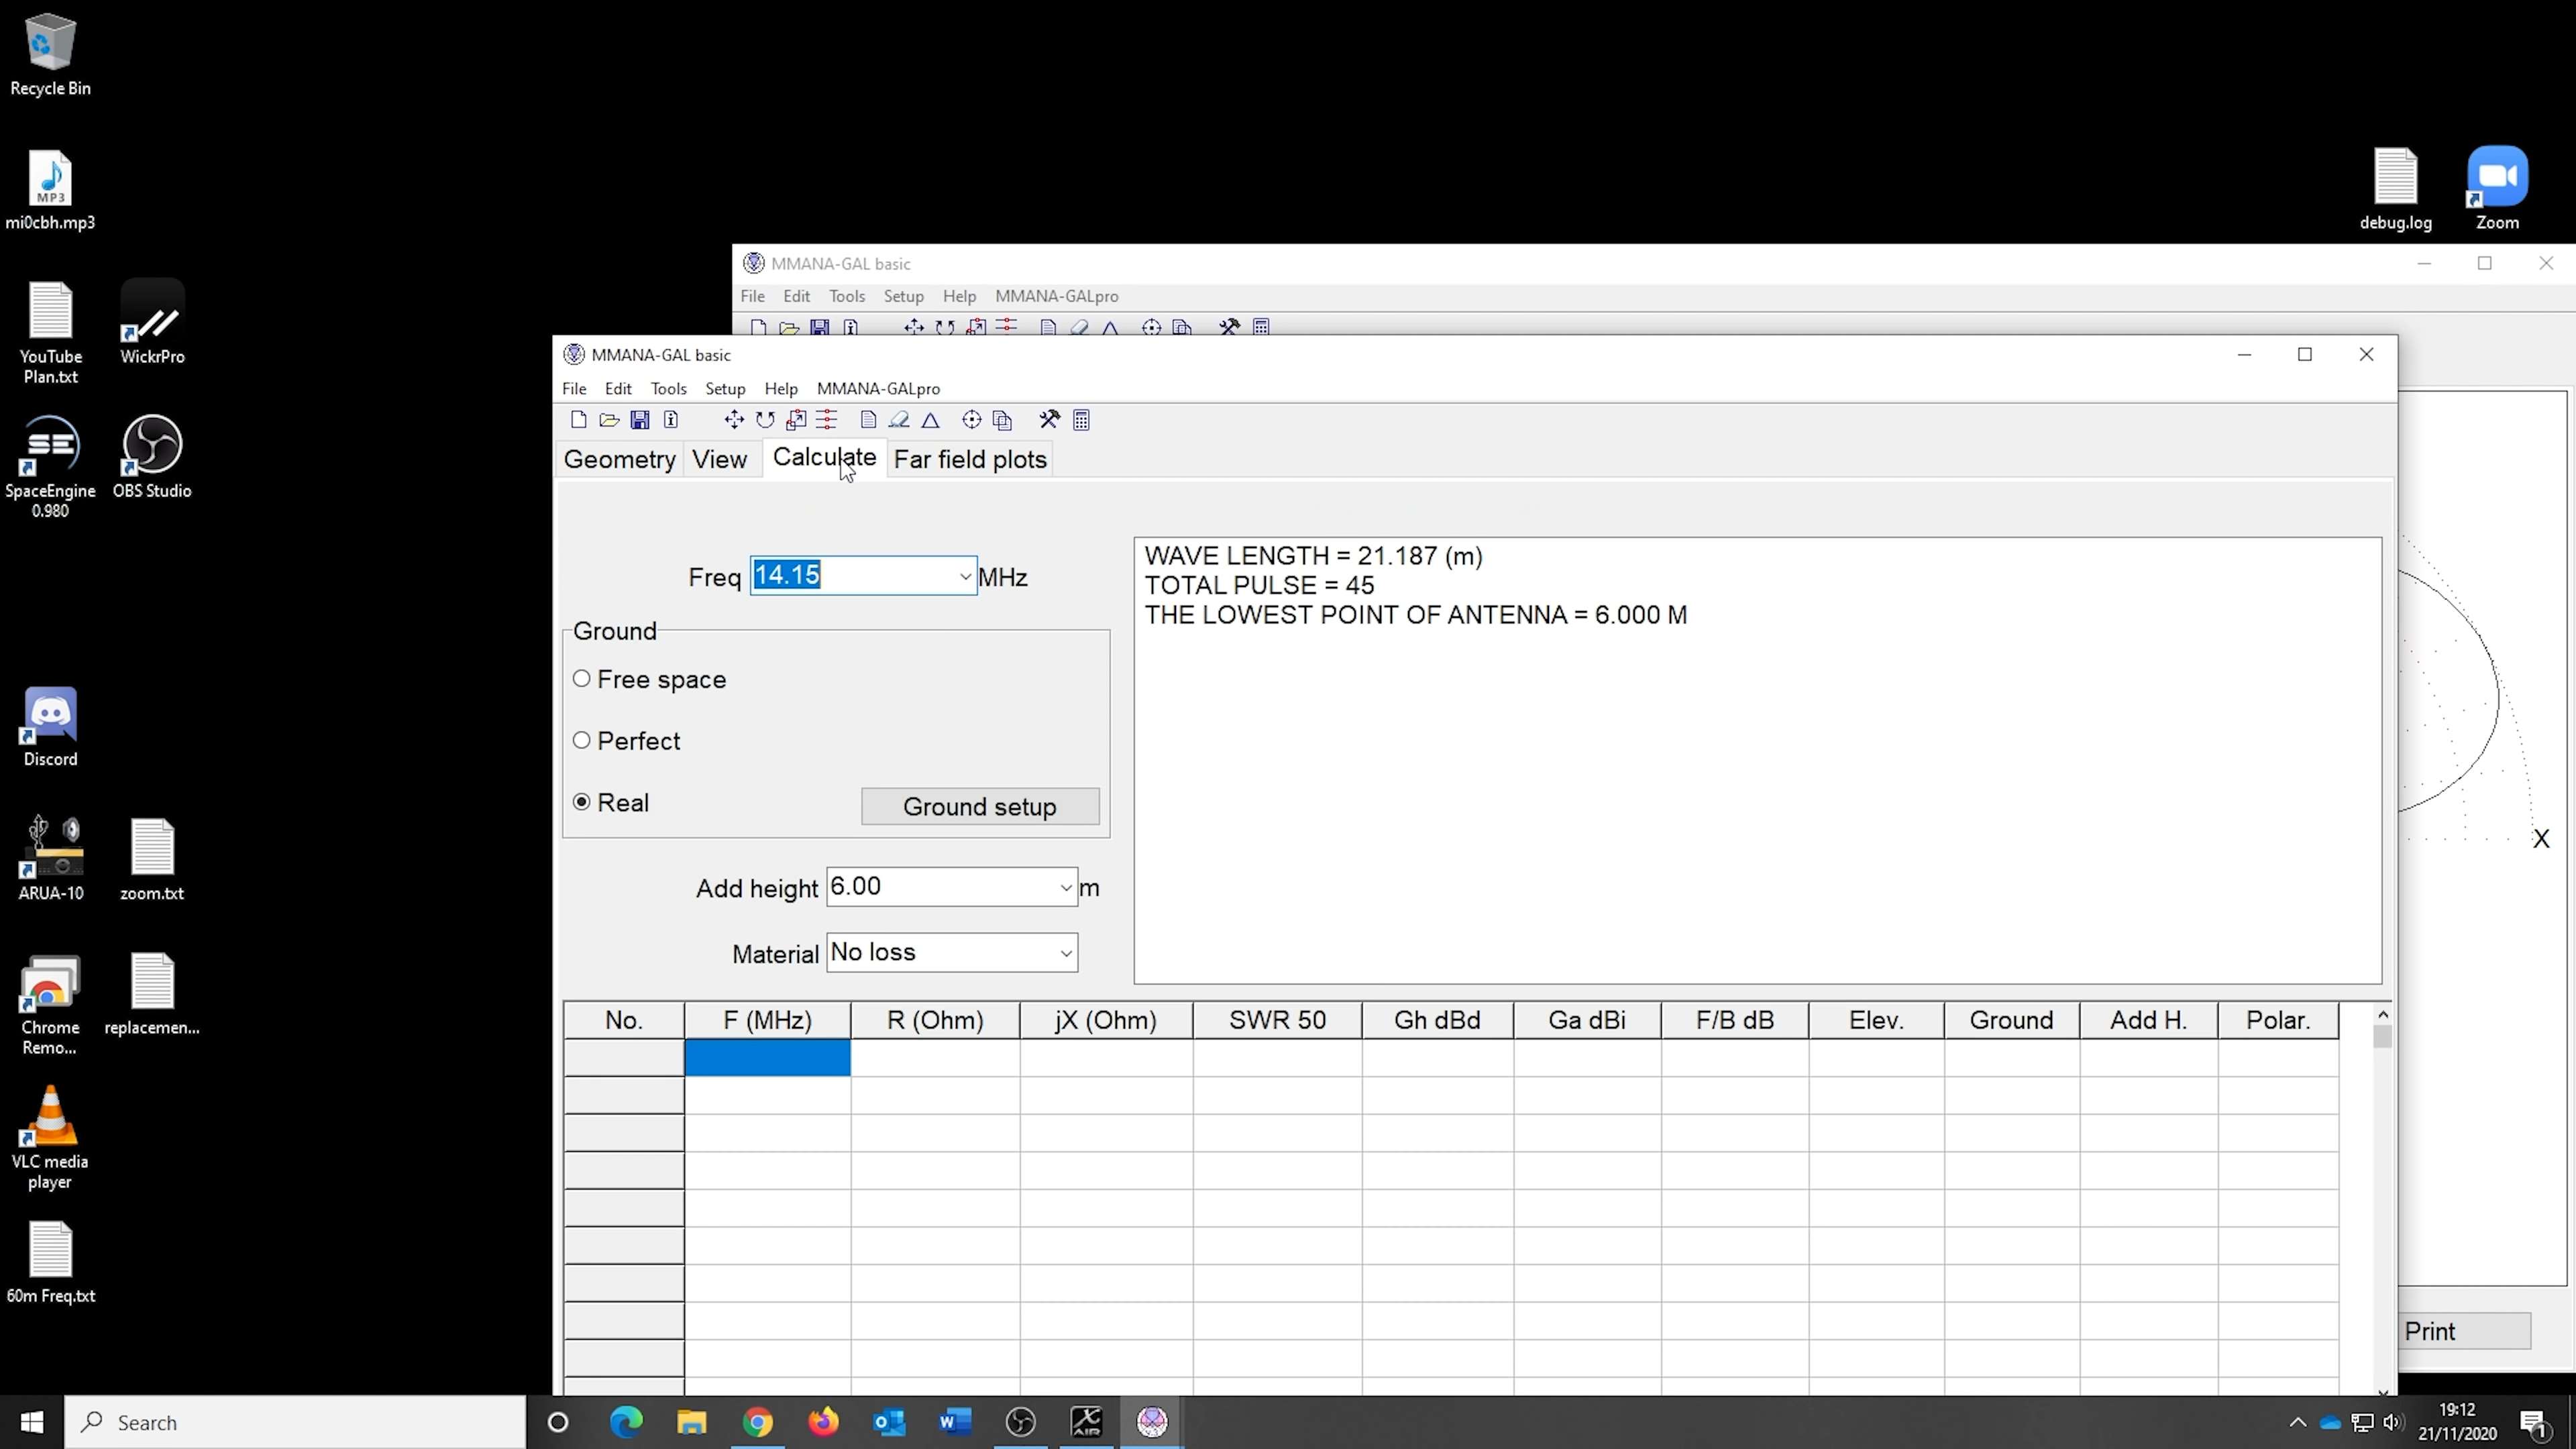 Recycle Bin
mi0cbh.mp3
MP3
YouTube
Plan.txt
WickrPro
SE
SpaceEngine
0.980
OBS Studio
Discord
ARUA-10
zoom.txt
Chrome
Remo...
replacemen...
VLC media
player
60m Freq.txt
debug.log
Zoom
MMANA-GAL basic
File Edit Tools Setup Help MMANA-GALpro
MMANA-GAL basic
File Edit Tools Setup Help MMANA-GALpro
Geometry View Calculate Far field plots
Freq 14.15 MHz
Ground
Free space
Perfect
Real
Ground setup
Add height 6.00 m
Material No loss
WAVE LENGTH = 21.187 (m)
TOTAL PULSE = 45
THE LOWEST POINT OF ANTENNA = 6.000 M
X
No. F (MHz) R (Ohm) jX (Ohm) SWR 50 Gh dBd Ga dBi F/B dB Elev. Ground Add H. Polar.
Print
Search
X AIR
19:12
21/11/2020
1